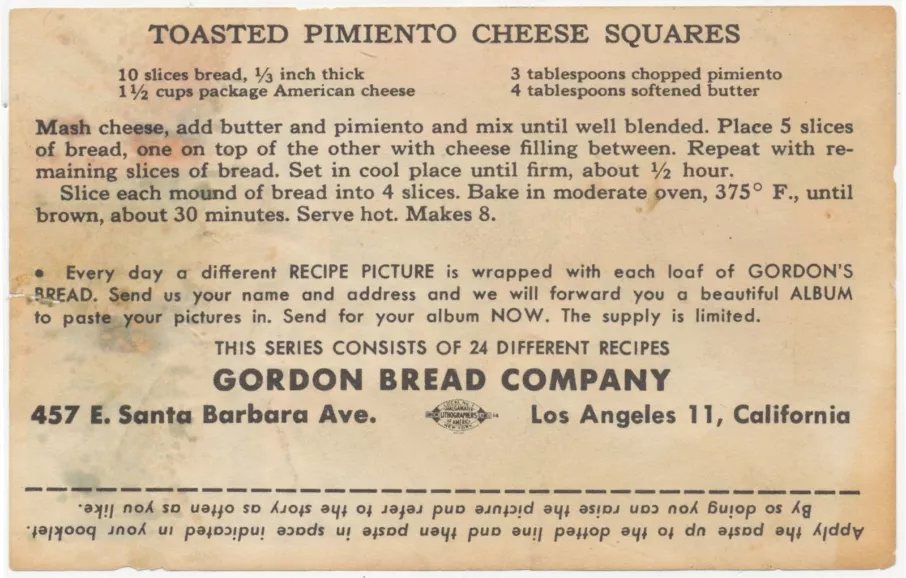 TOASTED PIMIENTO CHEESE SQUARES
10 slices bread, ⅓ inch thick
1½ cups package American cheese
3 tablespoons chopped pimiento
4 tablespoons softened butter
Mash cheese, add butter and pimiento and mix until well blended. Place 5 slices
of bread, one on top of the other with cheese filling between. Repeat with re-
maining slices of bread. Set in cool place until firm, about ½ hour.
Slice each mound of bread into 4 slices. Bake in moderate oven, 375° F., until
brown, about 30 minutes. Serve hot. Makes 8.
• Every day a different RECIPE PICTURE is wrapped with each loaf of GORDON'S
BREAD. Send us your name and address and we will forward you a beautiful ALBUM
to paste your pictures in. Send for your album NOW. The supply is limited.
THIS SERIES CONSISTS OF 24 DIFFERENT RECIPES
GORDON BREAD COMPANY
457 E. Santa Barbara Ave.
AMALGAMATED
LITHOGRAPHERS
OF AMERICA
NEW YORK
14
Los Angeles 11, California
Apply the paste up to the dotted line and then paste in space indicated in your booklet.
By so doing you can raise the picture and refer to the story as often as you like.